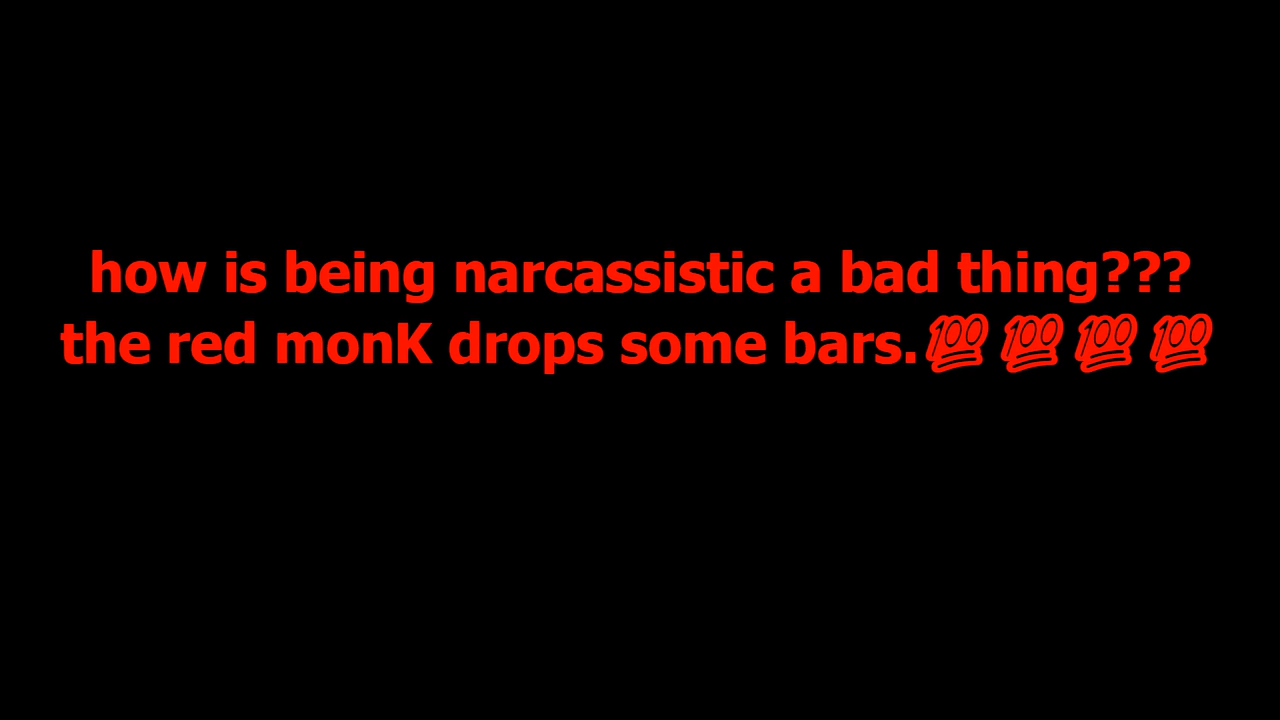 how is being narcassistic a bad thing???
the red monK drops some bars.💯 💯 💯 💯